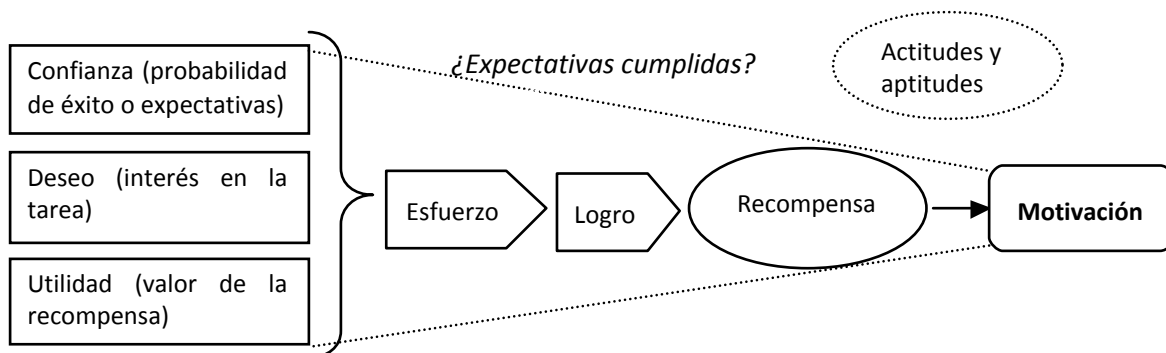 Confianza (probabilidad
de éxito o expectativas)
Deseo (interés en la
tarea)
Utilidad (valor de la
recompensa)
¿Expectativas cumplidas?
Actitudes y
aptitudes
Esfuerzo
Logro
Recompensa
Motivación